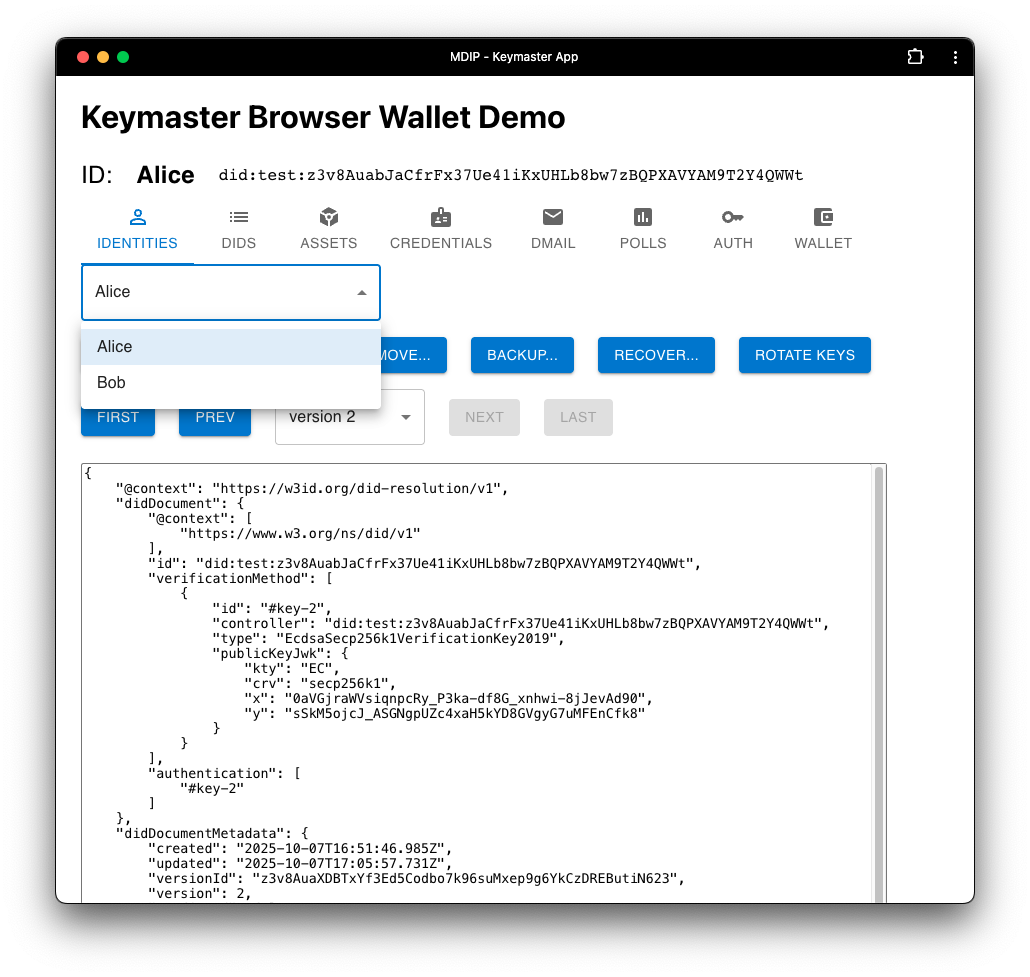 MDIP - Keymaster App
Keymaster Browser Wallet Demo
ID: Alice did:test:z3v8AuabJaCfrFx37Ue41iKxUHLb8bw7zBQPXAVYAM9T2Y4QWWt
IDENTITIES DIDS ASSETS CREDENTIALS DMAIL POLLS AUTH WALLET
Alice
Alice
Bob
MOVE... BACKUP... RECOVER... ROTATE KEYS
FIRST PREV version 2 NEXT LAST
{
    "@context": "https://w3id.org/did-resolution/v1",
    "didDocument": {
        "@context": [
            "https://www.w3.org/ns/did/v1"
        ],
        "id": "did:test:z3v8AuabJaCfrFx37Ue41iKxUHLb8bw7zBQPXAVYAM9T2Y4QWWt",
        "verificationMethod": [
            {
                "id": "#key-2",
                "controller": "did:test:z3v8AuabJaCfrFx37Ue41iKxUHLb8bw7zBQPXAVYAM9T2Y4QWWt",
                "type": "EcdsaSecp256k1VerificationKey2019",
                "publicKeyJwk": {
                    "kty": "EC",
                    "crv": "secp256k1",
                    "x": "0aVGjraWVsiqnpcRy_P3ka-df8G_xnhwi-8jJevAd90",
                    "y": "sSkM5ojcJ_ASGNgpUZc4xaH5kYD8GVgyG7uMFEnCfk8"
                }
            }
        ],
        "authentication": [
            "#key-2"
        ]
    },
    "didDocumentMetadata": {
        "created": "2025-10-07T16:51:46.985Z",
        "updated": "2025-10-07T17:05:57.731Z",
        "versionId": "z3v8AuaXDBTxYf3Ed5Codbo7k96suMxep9g6YkCzDREButiN623",
        "version": 2,